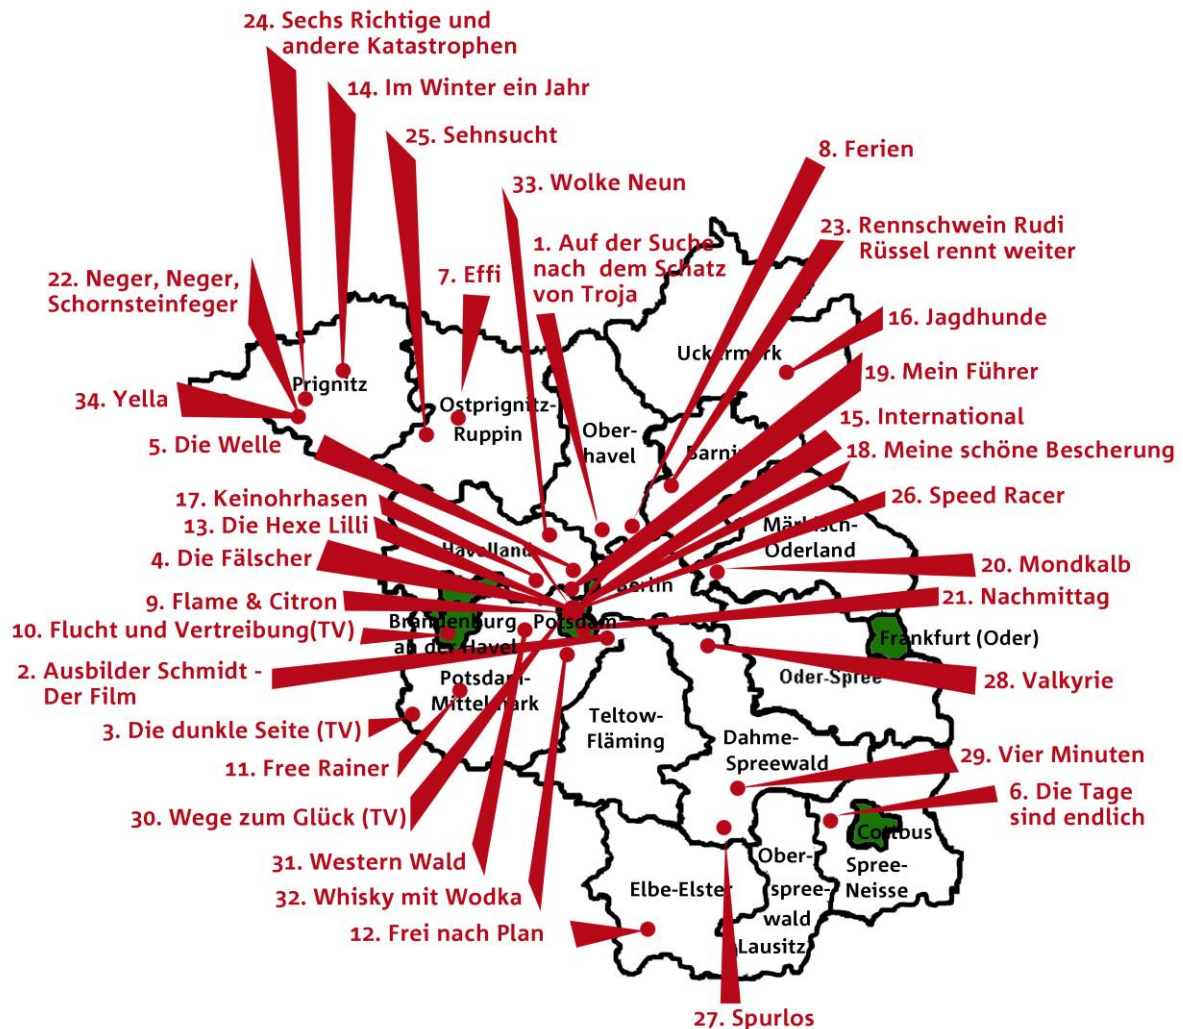 24. Sechs Richtige und
andere Katastrophen
14. Im Winter ein Jahr
25. Sehnsucht
8. Ferien
33. Wolke Neun
23. Rennschwein Rudi
Rüssel rennt weiter
1. Auf der Suche
nach dem Schatz
von Troja
7. Effi
22. Neger, Neger,
Schornsteinfeger
16. Jagdhunde
Uckermark
19. Mein Führer
Prignitz
34. Yella
Ostprignitz-
Ruppin
15. International
5. Die Welle
Ober-
havel
Barnim
18. Meine schöne Bescherung
17. Keinohrhasen
26. Speed Racer
13. Die Hexe Lilli
Märkisch-
Oderland
4. Die Fälscher
Havelland
20. Mondkalb
Berlin
9. Flame & Citron
21. Nachmittag
10. Flucht und Vertreibung(TV)
Brandenburg
an der Havel
Potsdam
Frankfurt (Oder)
2. Ausbilder Schmidt -
Der Film
Potsdam-
Mittelmark
Oder-Spree
28. Valkyrie
3. Die dunkle Seite (TV)
Teltow-
Fläming
Dahme-
Spreewald
29. Vier Minuten
11. Free Rainer
6. Die Tage
sind endlich
30. Wege zum Glück (TV)
Cottbus
31. Western Wald
Ober-
spree-
wald
Lausitz
Spree-
Neisse
Elbe-Elster
32. Whisky mit Wodka
12. Frei nach Plan
27. Spurlos